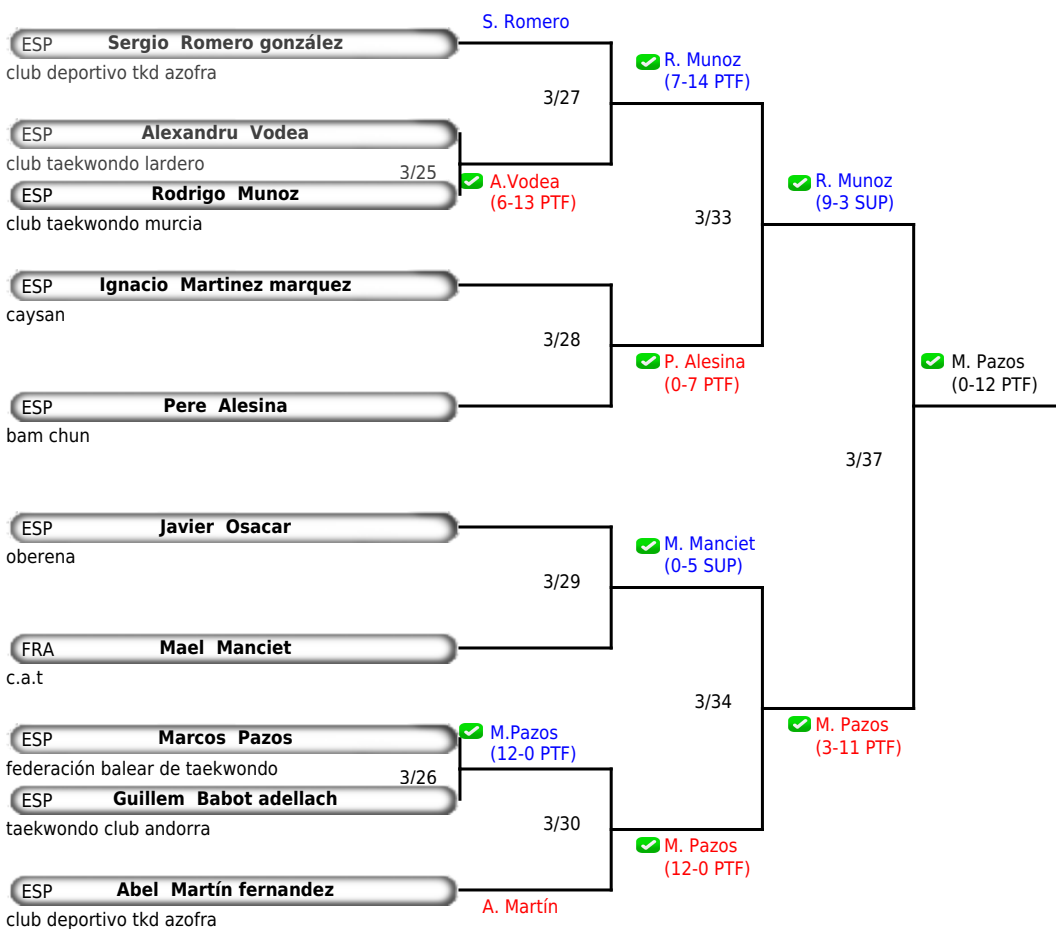 S. Romero
ESP Sergio Romero gonzález
club deportivo tkd azofra
R. Munoz
(7-14 PTF)
3/27
ESP Alexandru Vodea
club taekwondo lardero
3/25
A.Vodea
(6-13 PTF)
ESP Rodrigo Munoz
club taekwondo murcia
R. Munoz
(9-3 SUP)
3/33
ESP Ignacio Martinez marquez
caysan
3/28
P. Alesina
(0-7 PTF)
M. Pazos
(0-12 PTF)
ESP Pere Alesina
bam chun
3/37
ESP Javier Osacar
oberena
M. Manciet
(0-5 SUP)
3/29
FRA Mael Manciet
c.a.t
3/34
M. Pazos
(3-11 PTF)
ESP Marcos Pazos
federación balear de taekwondo
M.Pazos
(12-0 PTF)
3/26
ESP Guillem Babot adellach
taekwondo club andorra
3/30
M. Pazos
(12-0 PTF)
ESP Abel Martín fernandez
club deportivo tkd azofra
A. Martín